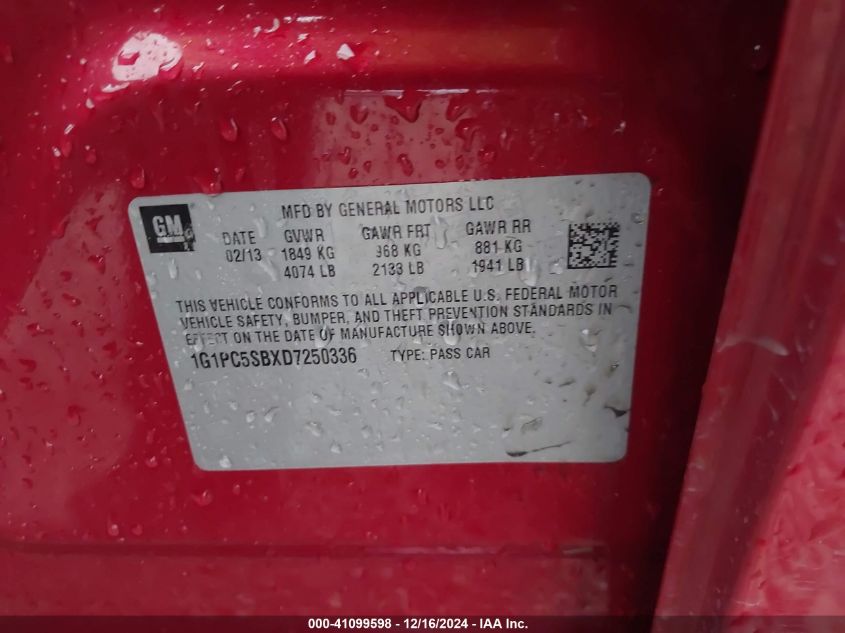 GM
MFD BY GENERAL MOTORS LLC
DATE GVWR GAWR FRT GAWR RR
02/13 1849 KG 968 KG 881 KG
4074 LB 2133 LB 1941 LB
THIS VEHICLE CONFORMS TO ALL APPLICABLE U.S. FEDERAL MOTOR
VEHICLE SAFETY, BUMPER, AND THEFT PREVENTION STANDARDS IN
EFFECT ON THE DATE OF MANUFACTURE SHOWN ABOVE.
1G1PC5SBXD7250336 TYPE: PASS CAR
000-41099598 - 12/16/2024 - IAA Inc.